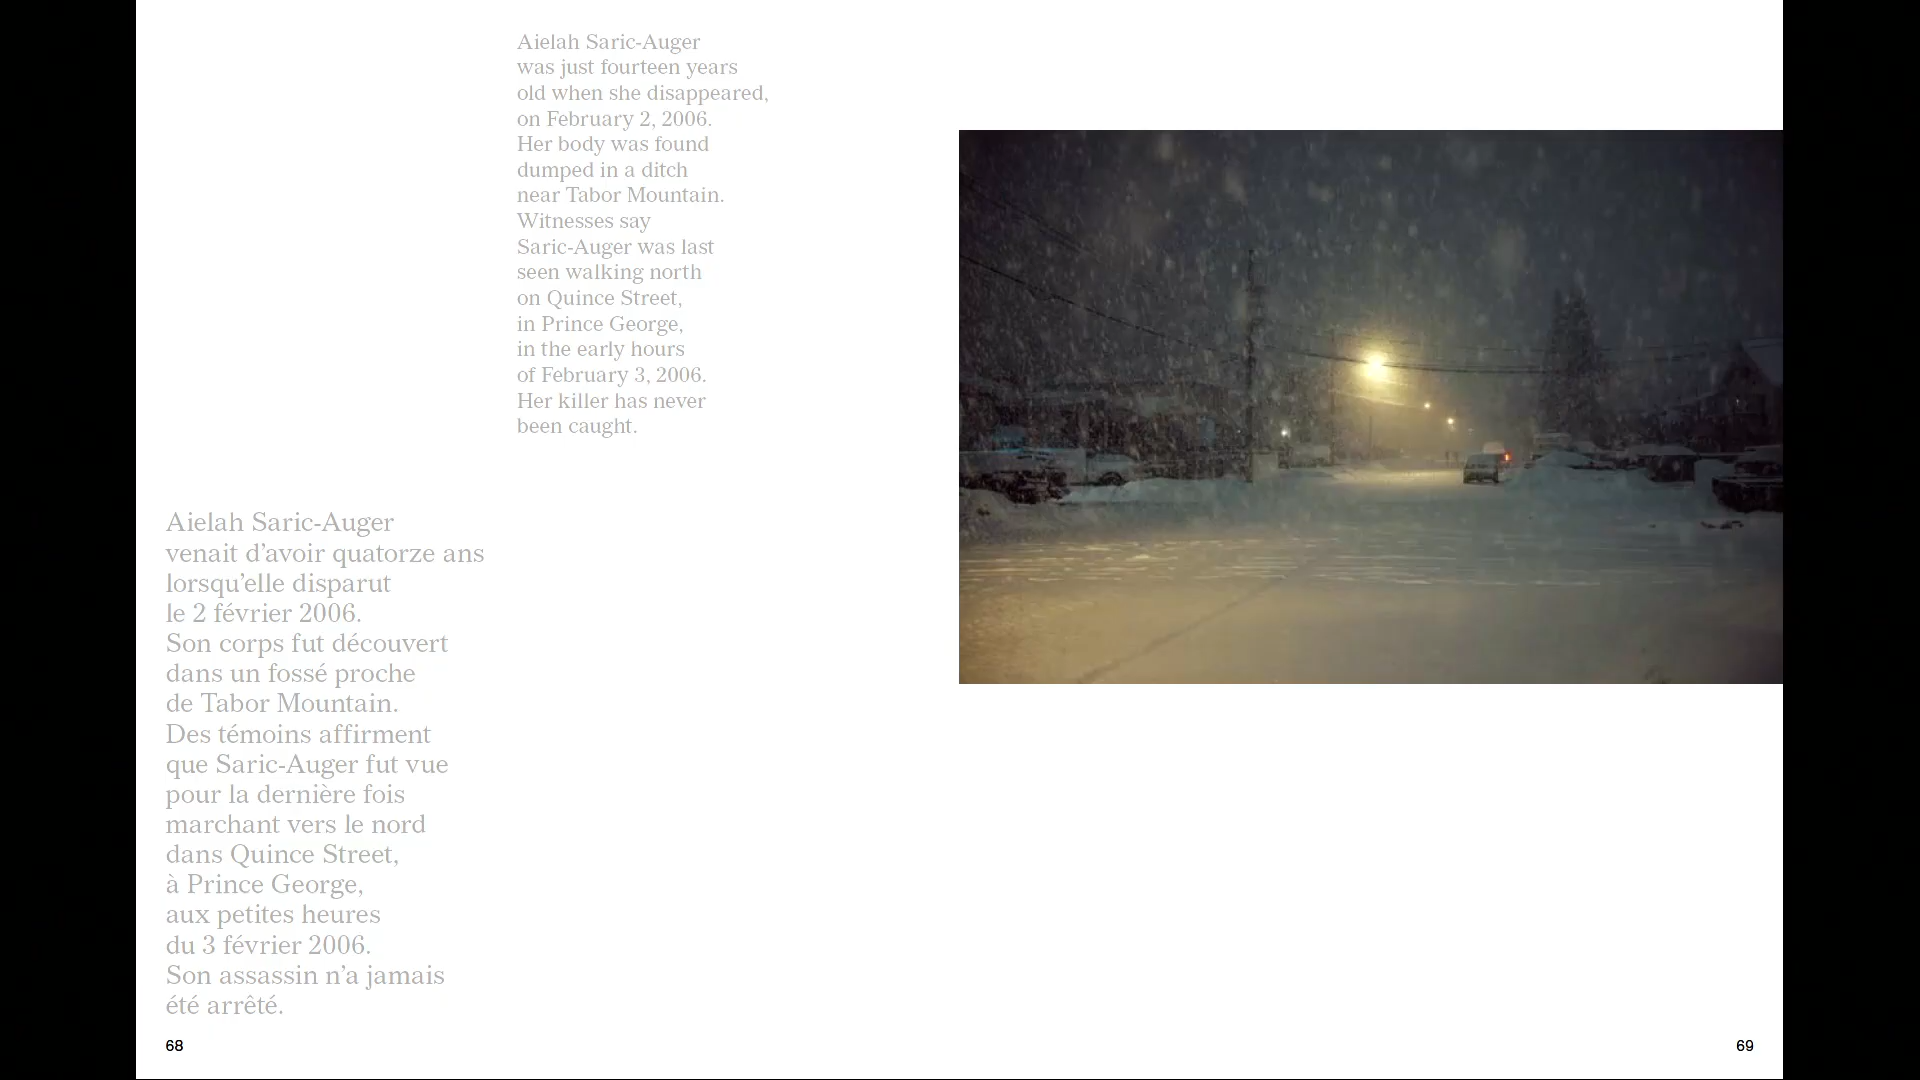 Aielah Saric-Auger
was just fourteen years
old when she disappeared,
on February 2, 2006.
Her body was found
dumped in a ditch
near Tabor Mountain.
Witnesses say
Saric-Auger was last
seen walking north
on Quince Street,
in Prince George,
in the early hours
of February 3, 2006.
Her killer has never
been caught.
Aielah Saric-Auger
venait d’avoir quatorze ans
lorsqu’elle disparut
le 2 février 2006.
Son corps fut découvert
dans un fossé proche
de Tabor Mountain.
Des témoins affirment
que Saric-Auger fut vue
pour la dernière fois
marchant vers le nord
dans Quince Street,
à Prince George,
aux petites heures
du 3 février 2006.
Son assassin n’a jamais
été arrêté.
68
69